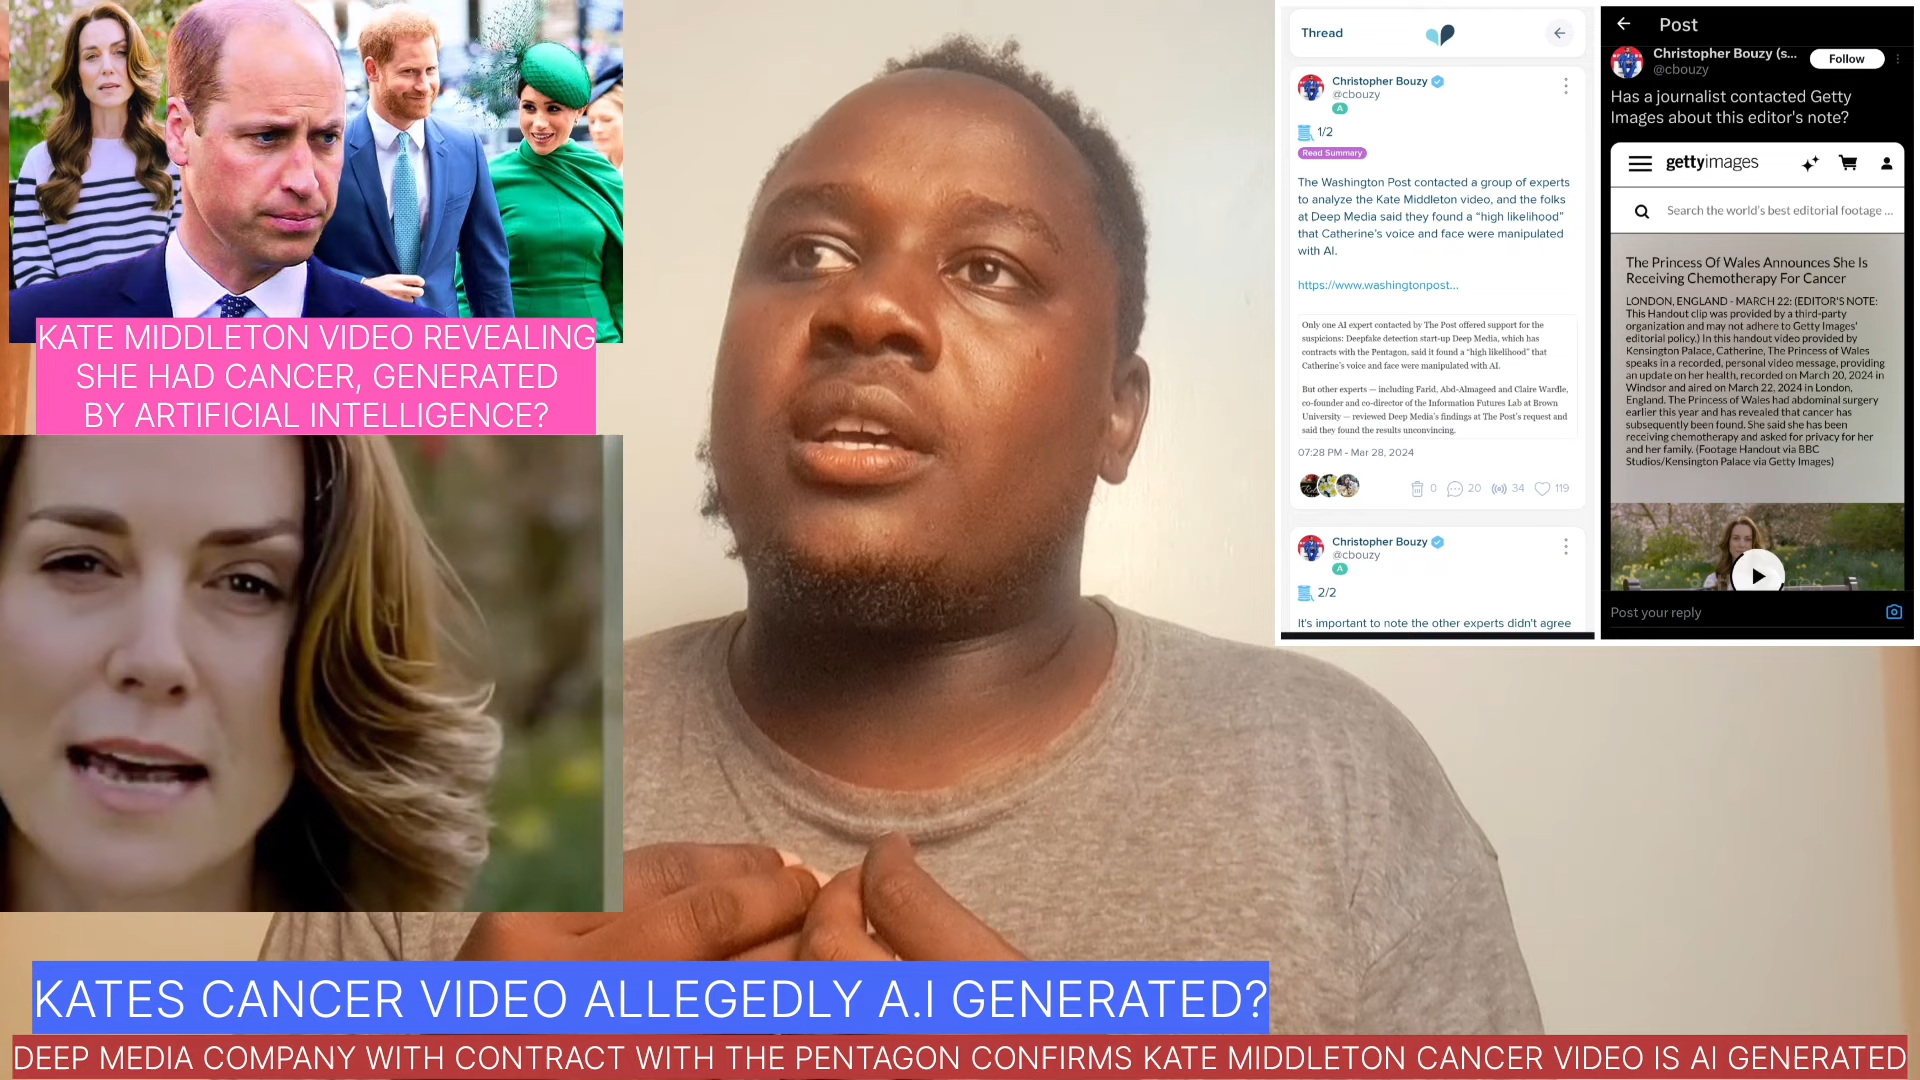 KATE MIDDLETON VIDEO REVEALING
SHE HAD CANCER, GENERATED
BY ARTIFICIAL INTELLIGENCE?
Thread
Christopher Bouzy
@cbouzy
A
1/2
Read Summary
The Washington Post contacted a group of experts
to analyze the Kate Middleton video, and the folks
at Deep Media said they found a “high likelihood”
that Catherine's voice and face were manipulated
with AI.
https://www.washingtonpost...
Only one AI expert contacted by The Post offered support for the
suspicions: Deepfake detection start-up Deep Media, which has
contracts with the Pentagon, said it found a “high likelihood” that
Catherine's voice and face were manipulated with AI.
But other experts — including Farid, Abd-Almageed and Claire Wardle,
co-founder and co-director of the Information Futures Lab at Brown
University — reviewed Deep Media's findings at The Post's request and
said they found the results unconvincing.
07:28 PM - Mar 28, 2024
0
20
34
119
Christopher Bouzy
@cbouzy
A
2/2
It's important to note the other experts didn't agree
Post
Christopher Bouzy (s...
Follow
@cbouzy
Has a journalist contacted Getty
Images about this editor's note?
gettyimages
Search the world's best editorial footage ...
The Princess Of Wales Announces She Is
Receiving Chemotherapy For Cancer
LONDON, ENGLAND - MARCH 22: (EDITOR'S NOTE:
This Handout clip was provided by a third-party
organization and may not adhere to Getty Images'
editorial policy.) In this handout video provided by
Kensington Palace, Catherine, The Princess of Wales
speaks in a recorded, personal video message, providing
an update on her health, recorded on March 20, 2024 in
Windsor and aired on March 22, 2024 in London,
England. The Princess of Wales had abdominal surgery
earlier this year and has revealed that cancer has
subsequently been found. She said she has been
receiving chemotherapy and asked for privacy for her
and her family. (Footage Handout via BBC
Studios/Kensington Palace via Getty Images)
Post your reply
KATES CANCER VIDEO ALLEGEDLY A.I GENERATED?
DEEP MEDIA COMPANY WITH CONTRACT WITH THE PENTAGON CONFIRMS KATE MIDDLETON CANCER VIDEO IS AI GENERATED